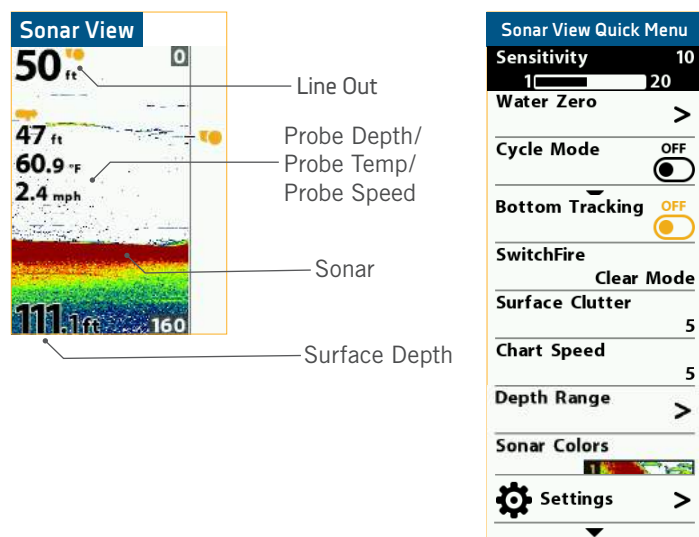 Sonar View
50 ft
0
Line Out
47 ft
60.9 °F
2.4 mph
Probe Depth/
Probe Temp/
Probe Speed
Sonar
111.1 ft
160
Surface Depth
Sonar View Quick Menu
Sensitivity 10
1 20
Water Zero >
Cycle Mode OFF
Bottom Tracking OFF
SwitchFire
Clear Mode
Surface Clutter
5
Chart Speed
5
Depth Range >
Sonar Colors
1
Settings >